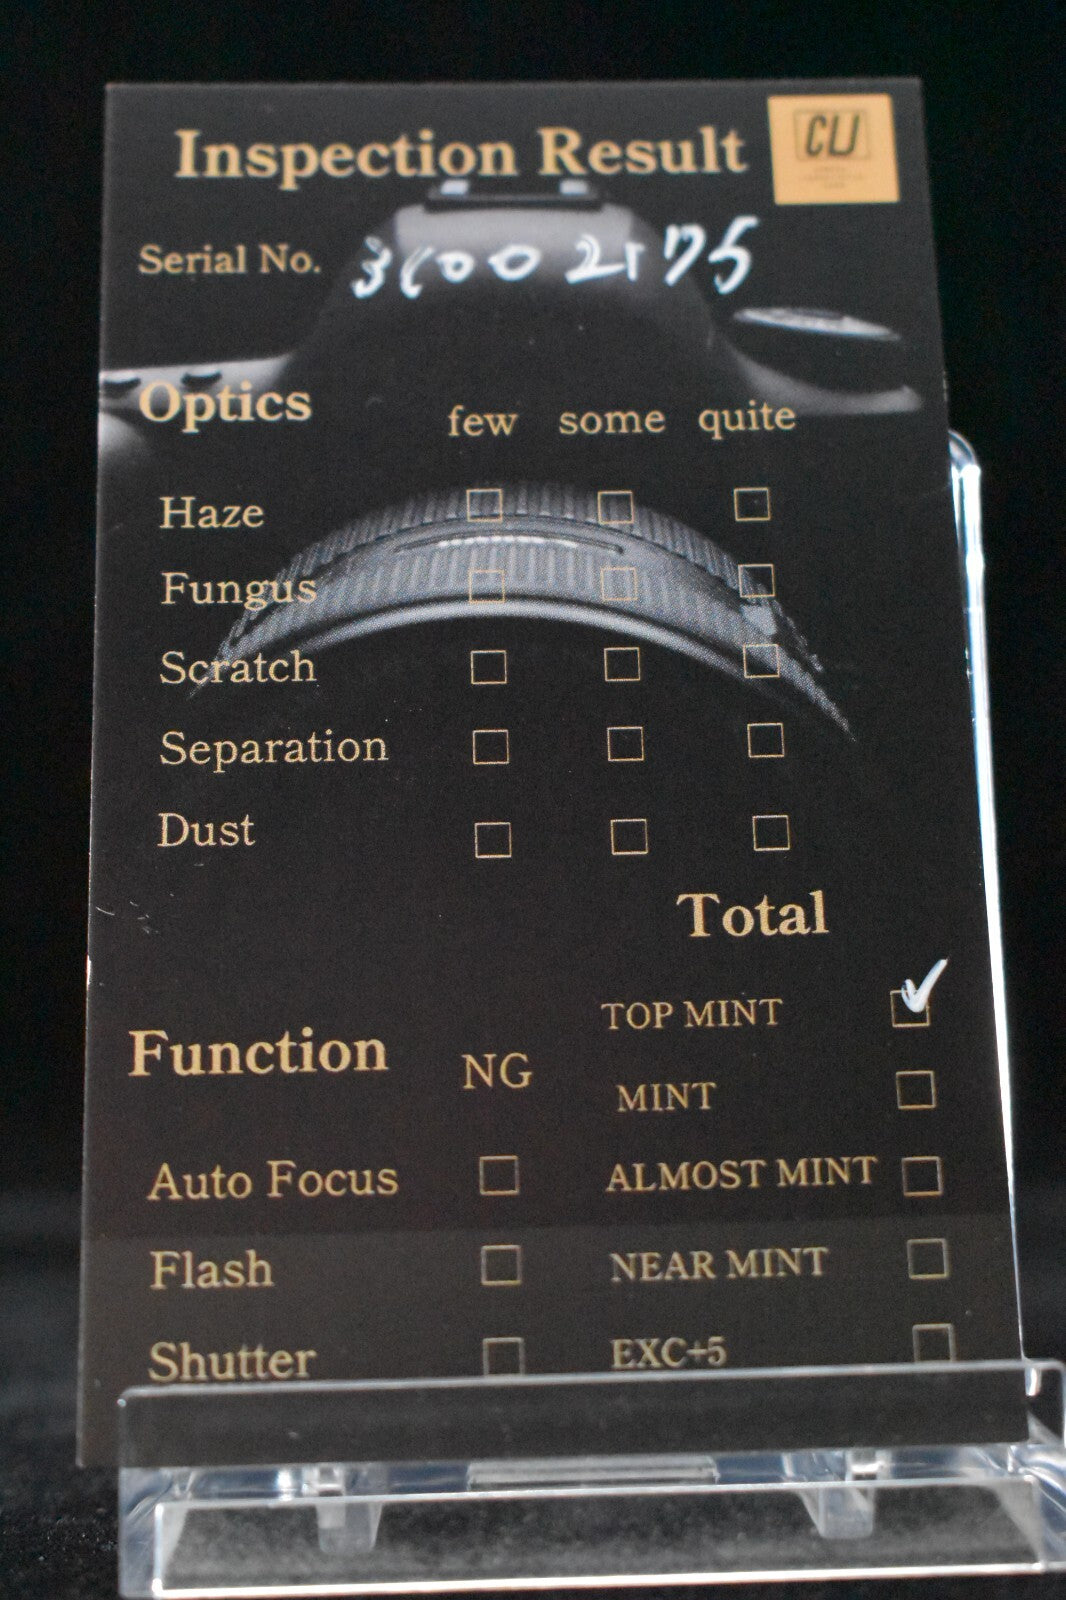 Inspection Result
CLJ
Serial No. 36002175
Optics few some quite
Haze □ □ □
Fungus □ □ □
Scratch □ □ □
Separation □ □ □
Dust □ □ □
Total
TOP MINT ☑
Function NG
MINT □
Auto Focus □
ALMOST MINT □
Flash □
NEAR MINT □
Shutter □
EXC+5 □